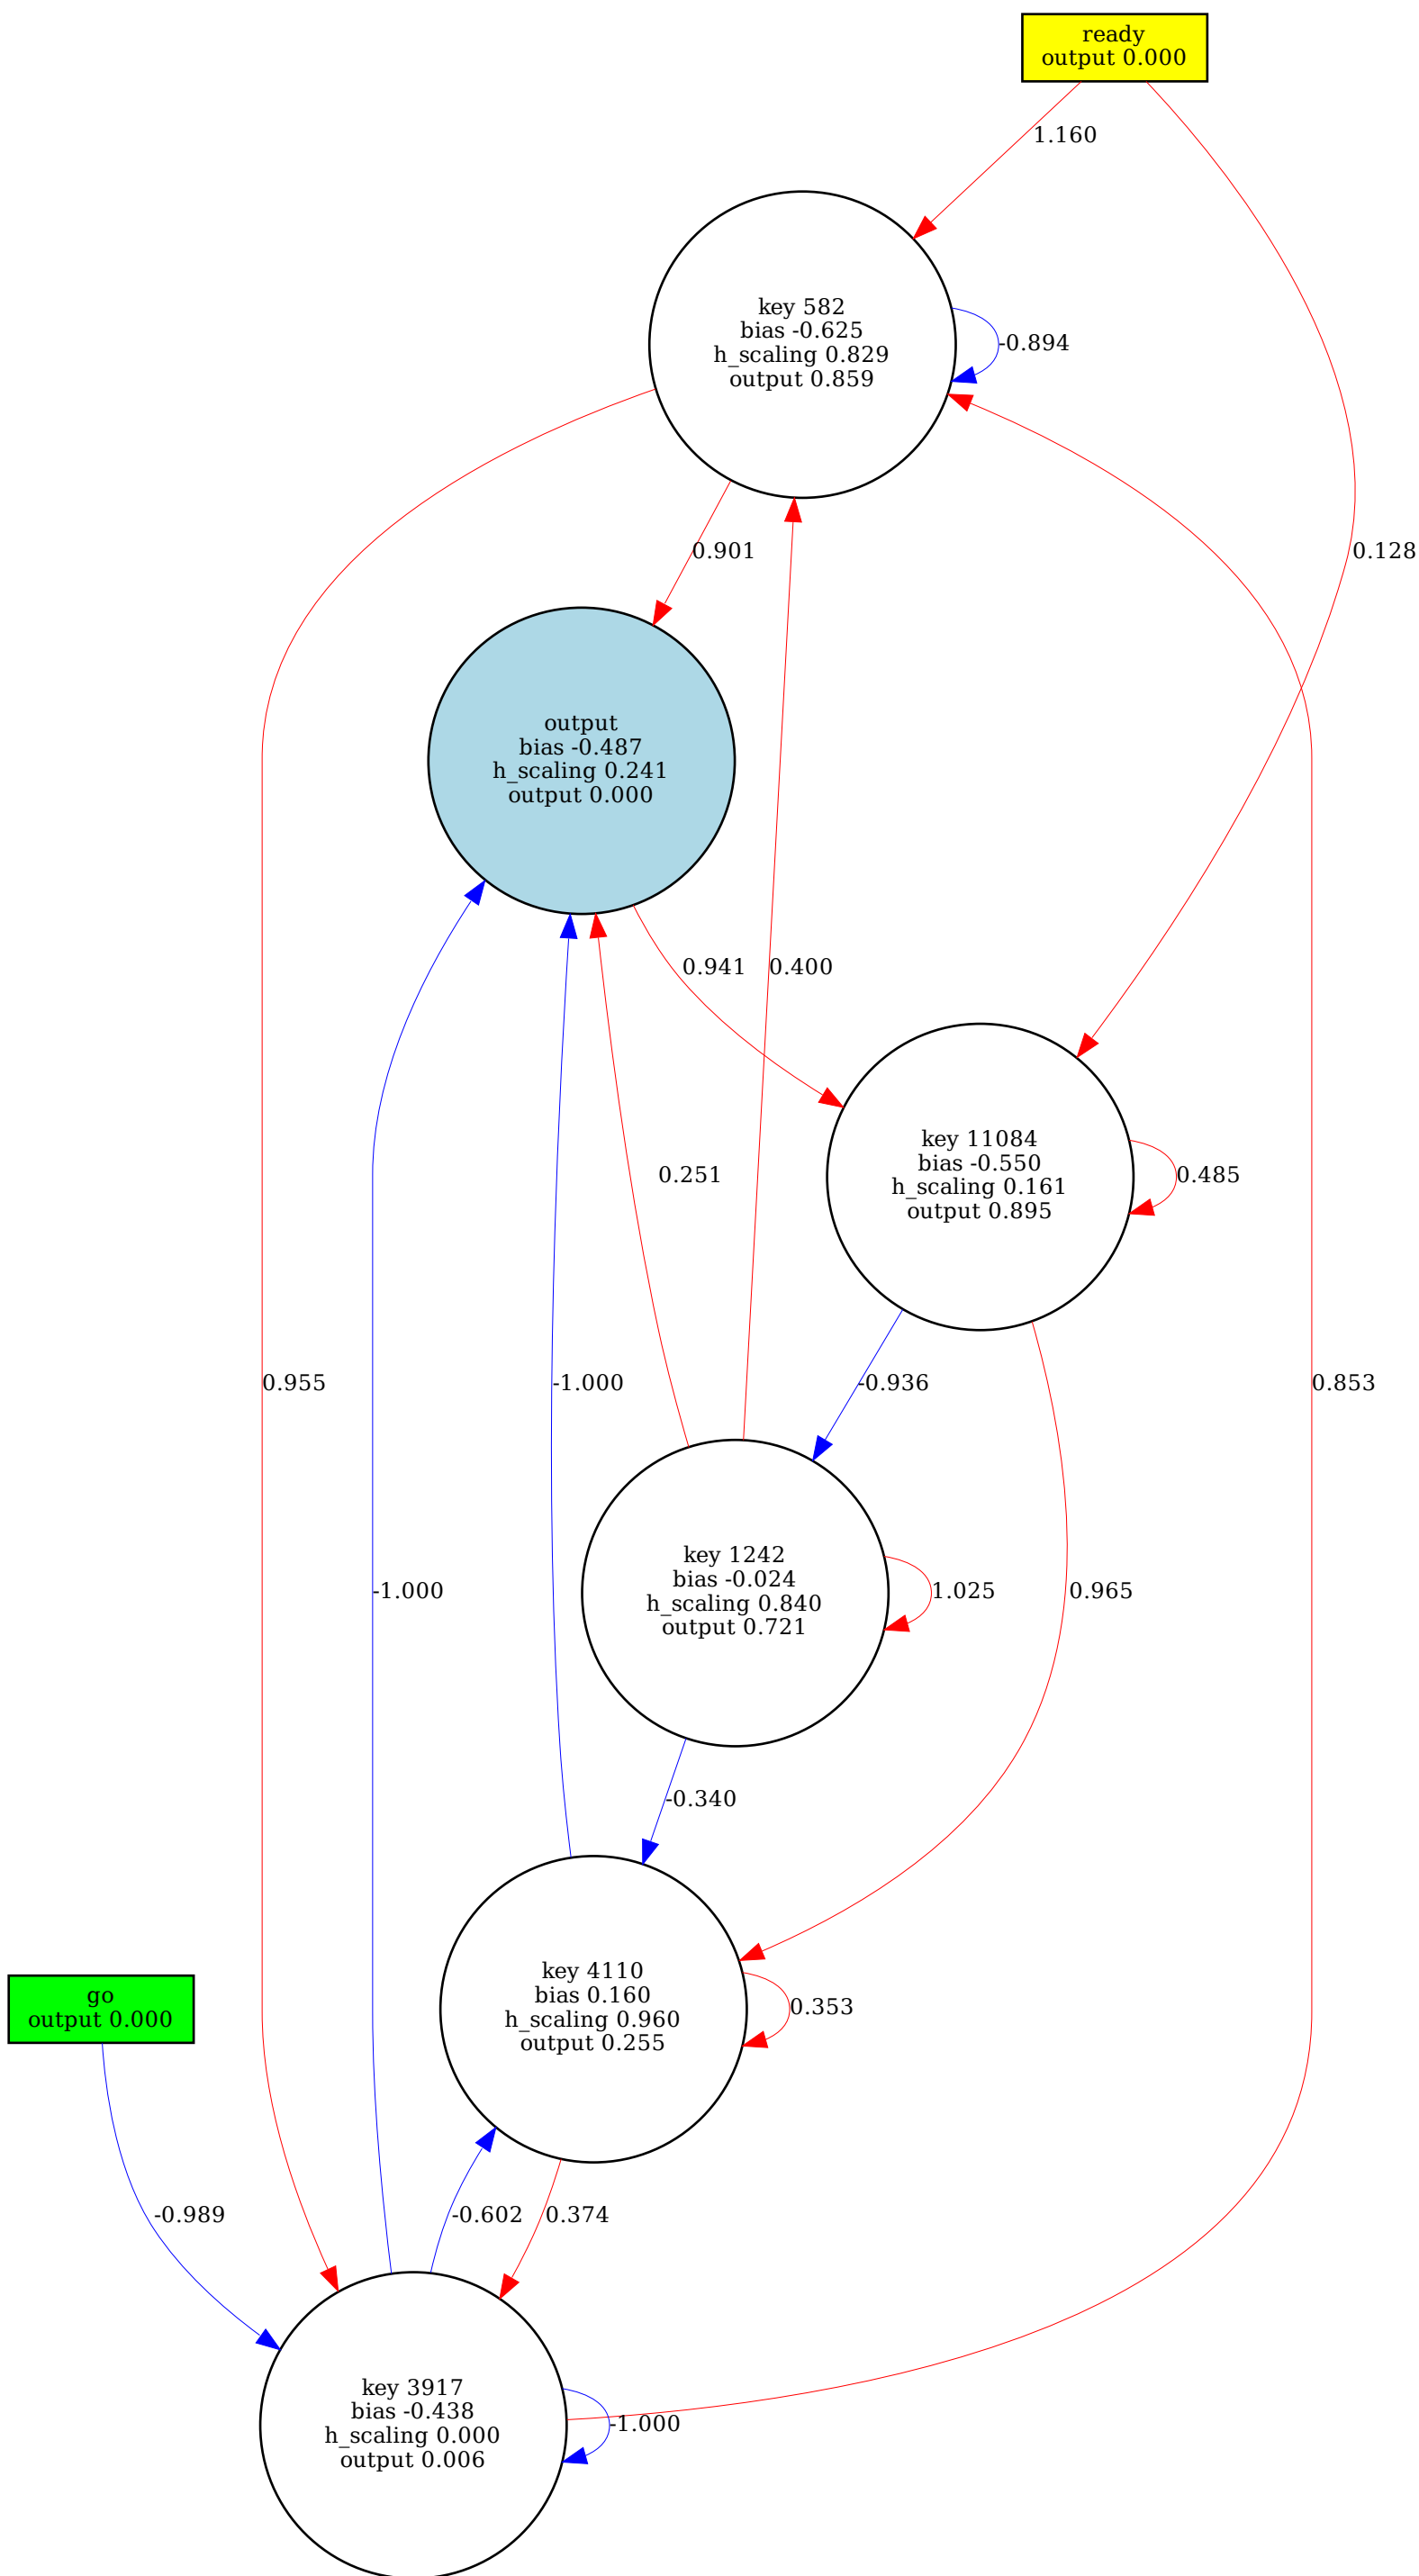 ready
output 0.000
1.160
key 582
bias -0.625
h_scaling 0.829
output 0.859
-0.894
0.901
0.128
output
bias -0.487
h_scaling 0.241
output 0.000
0.941
0.400
key 11084
bias -0.550
h_scaling 0.161
output 0.895
0.251
0.485
0.955
-1.000
-0.936
0.853
key 1242
bias -0.024
h_scaling 0.840
output 0.721
-1.000
1.025
0.965
-0.340
key 4110
bias 0.160
h_scaling 0.960
output 0.255
go
output 0.000
0.353
-0.989
-0.602
0.374
key 3917
bias -0.438
h_scaling 0.000
output 0.006
-1.000